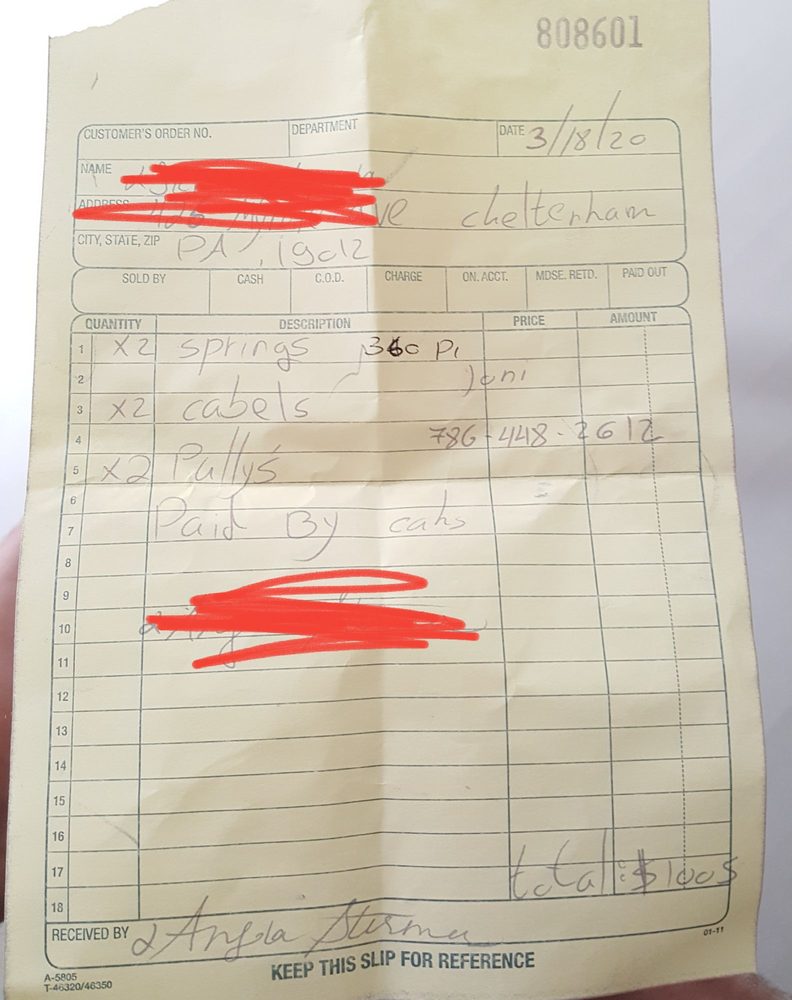 808601
CUSTOMER'S ORDER NO. DEPARTMENT DATE 3/18/20
NAME
ADDRESS Ave cheltenham
CITY, STATE, ZIP PA, 19012
SOLD BY CASH C.O.D. CHARGE ON. ACCT. MDSE. RETD. PAID OUT
QUANTITY DESCRIPTION PRICE AMOUNT
1 X2 springs 360 Pi
2 Joni
3 X2 cabels
4 786-448-2612
5 X2 Pully's
6
7 Paid By cahs
8
9
10
11
12
13
14
15
16
17 total: $100$
18
RECEIVED BY
KEEP THIS SLIP FOR REFERENCE
01-11
A-5805
T-46320/46350